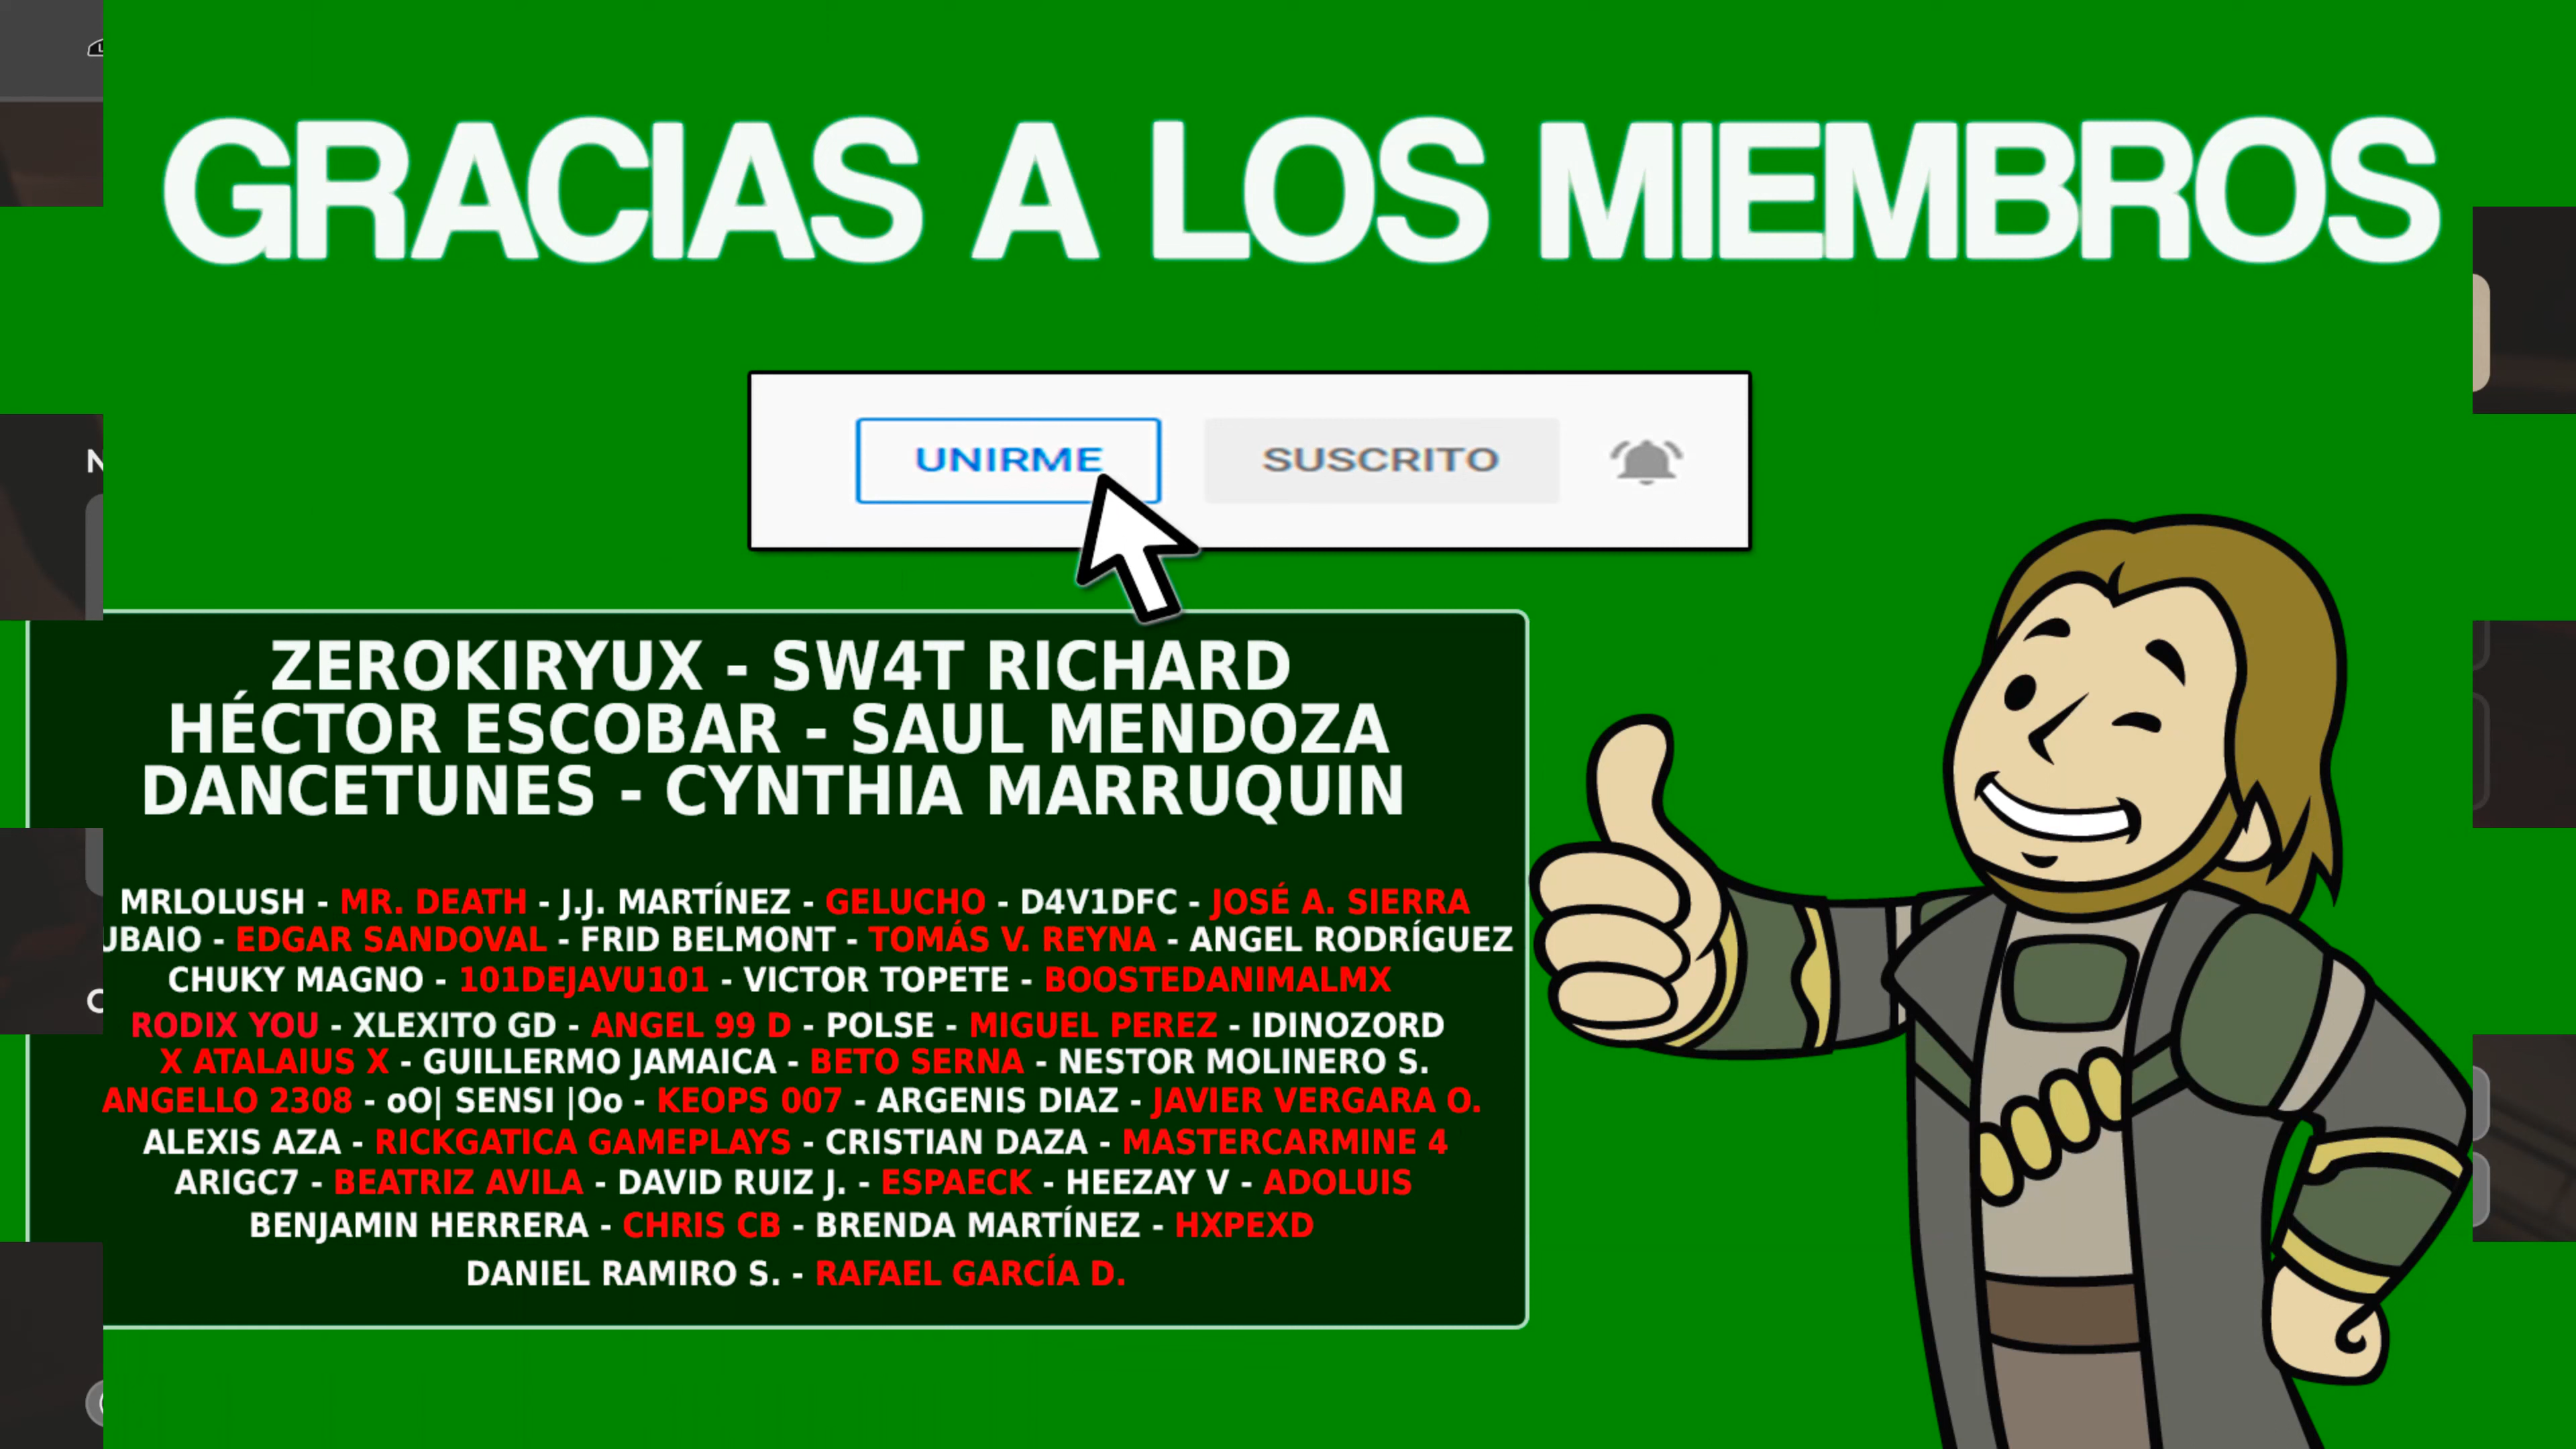 GRACIAS A LOS MIEMBROS
UNIRME SUSCRITO
ZEROKIRYUX - SW4T RICHARD
HÉCTOR ESCOBAR - SAUL MENDOZA
DANCETUNES - CYNTHIA MARRUQUIN
MRLOLUSH - MR. DEATH - J.J. MARTÍNEZ - GELUCHO - D4V1DFC - JOSÉ A. SIERRA
- EDGAR SANDOVAL - FRID BELMONT - TOMÁS V. REYNA - ANGEL RODRÍGUEZ
CHUKY MAGNO - 101DEJAVU101 - VICTOR TOPETE - BOOSTEDANIMALMX
RODIX YOU - XLEXITO GD - ANGEL 99 D - POLSE - MIGUEL PEREZ - IDINOZORD
X ATALAIUS X - GUILLERMO JAMAICA - BETO SERNA - NESTOR MOLINERO S.
ANGELLO 2308 - oO| SENSI |Oo - KEOPS 007 - ARGENIS DIAZ - JAVIER VERGARA O.
ALEXIS AZA - RICKGATICA GAMEPLAYS - CRISTIAN DAZA - MASTERCARMINE 4
ARIGC7 - BEATRIZ AVILA - DAVID RUIZ J. - ESPAECK - HEEZAY V - ADOLUIS
BENJAMIN HERRERA - CHRIS CB - BRENDA MARTÍNEZ - HXPEXD
DANIEL RAMIRO S. - RAFAEL GARCÍA D.